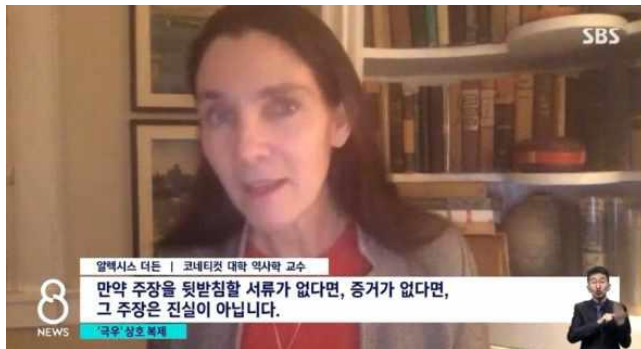 SBS
알렉시스 더든 | 코네티컷 대학 역사학 교수
만약 주장을 뒷받침할 서류가 없다면, 증거가 없다면,
그 주장은 진실이 아닙니다.
8
NEWS
'극우' 상호 복제